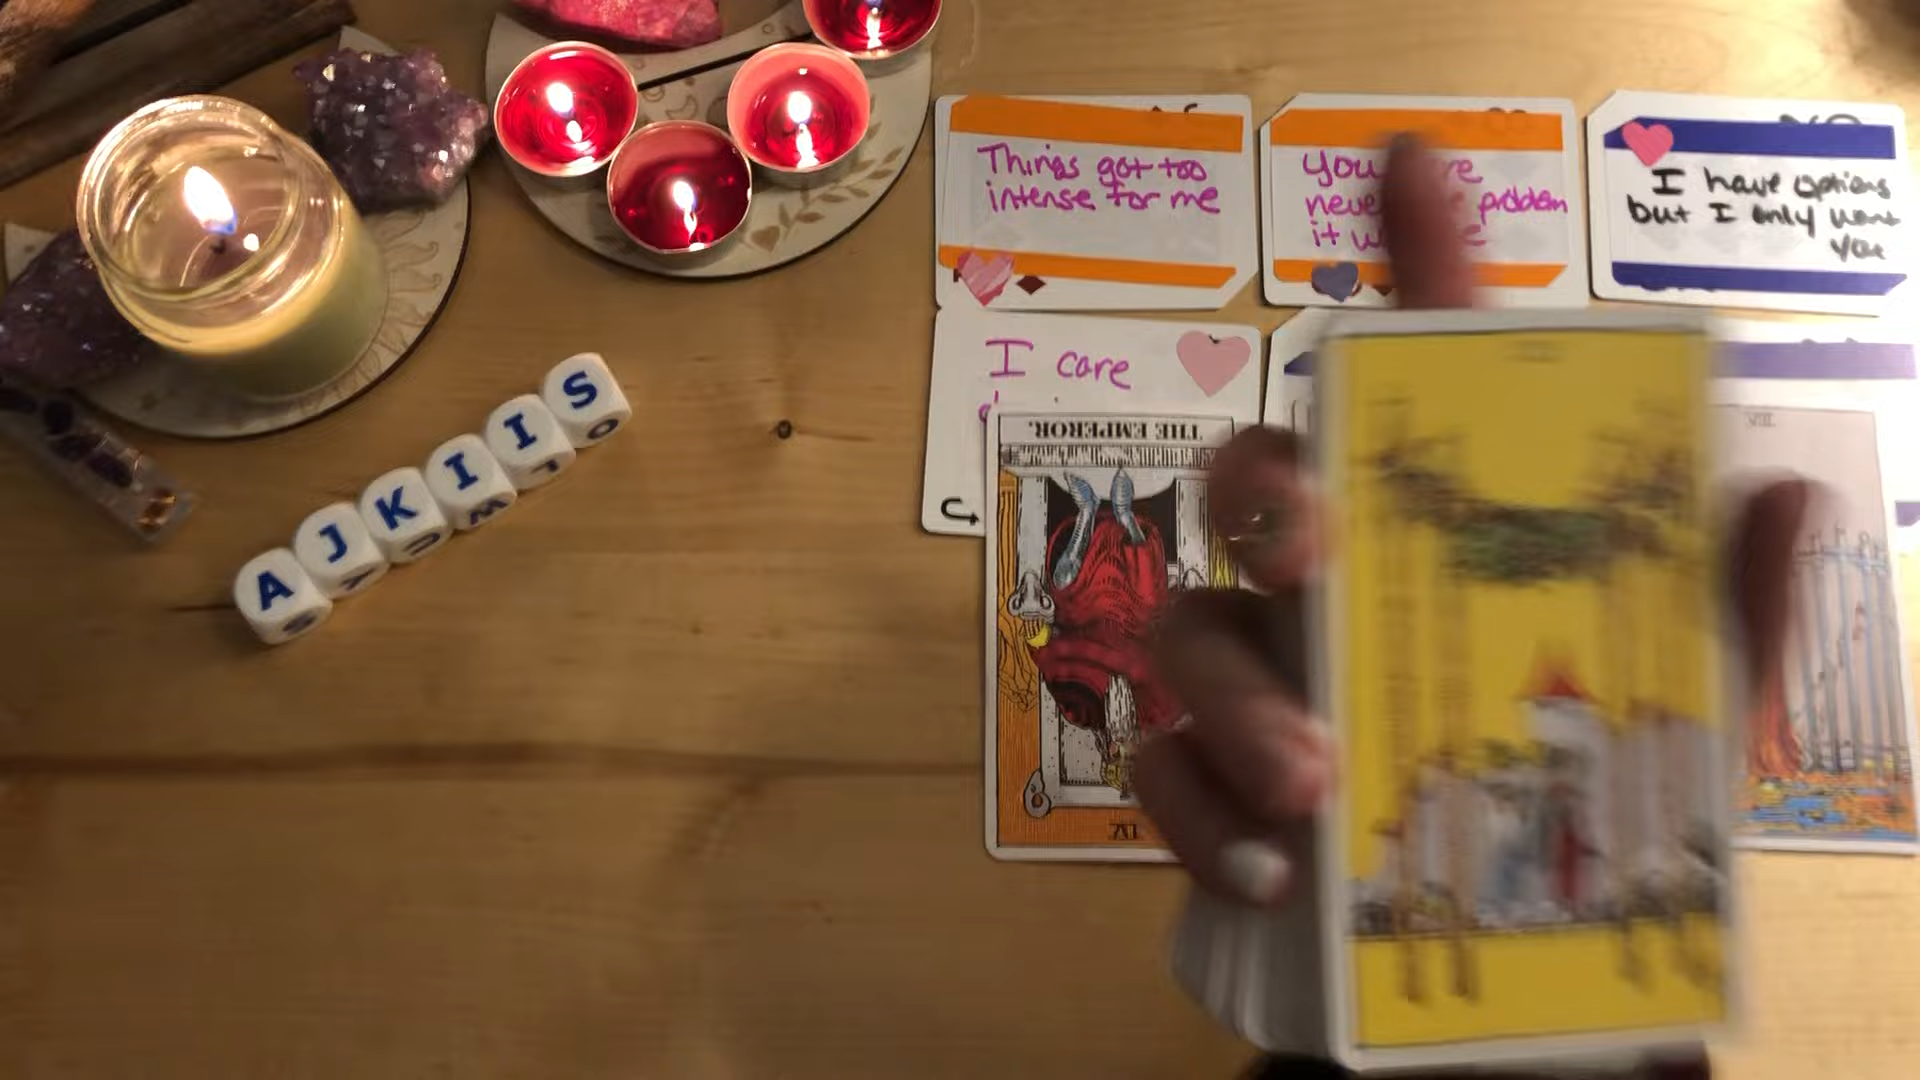 Things got too
intense for me
You
problem
it
I have options
but I only want
you
I care
THE EMPEROR.
IV
A J K I I S